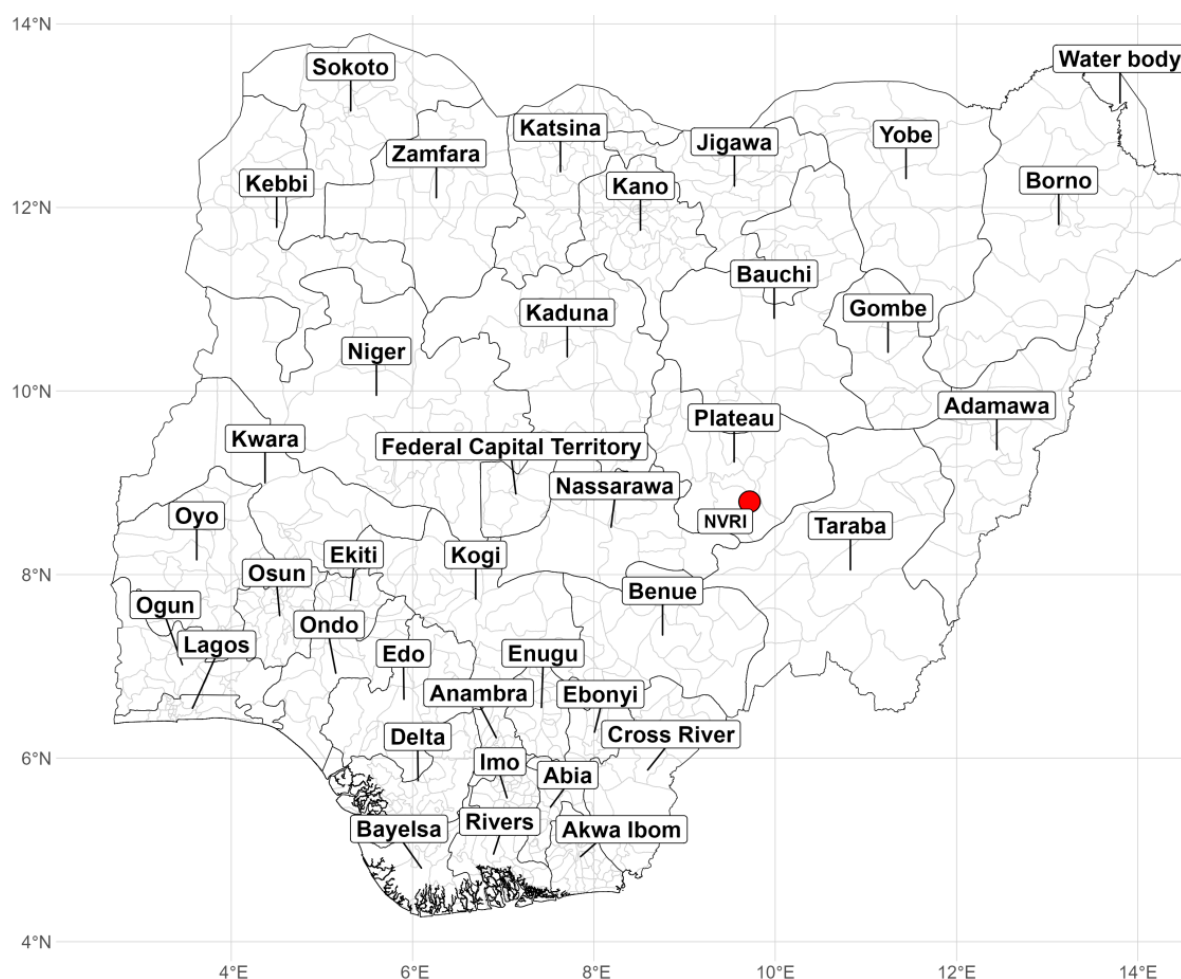 14°N
Water body
Sokoto
Katsina
Yobe
Jigawa
Zamfara
Kano
Kebbi
Borno
12°N
Bauchi
Gombe
Kaduna
Niger
10°N
Adamawa
Plateau
Kwara
Federal Capital Territory
Nassarawa
Oyo
NVRI
Taraba
Ekiti
Kogi
8°N
Osun
Benue
Ogun
Ondo
Lagos
Edo
Enugu
Anambra
Ebonyi
Delta
Cross River
6°N
Imo
Abia
Bayelsa
Rivers
Akwa Ibom
4°N
4°E
6°E
8°E
10°E
12°E
14°E